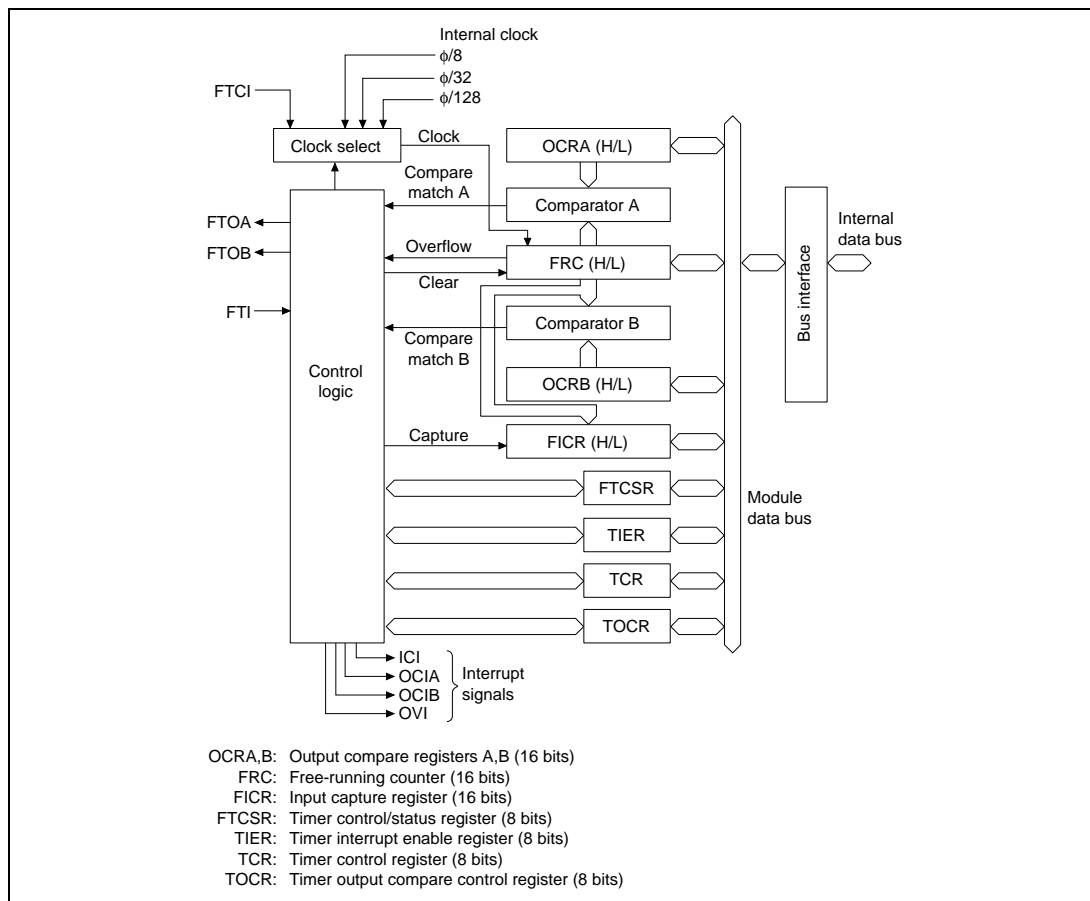 Internal clock
ϕ/8
ϕ/32
ϕ/128
FTCI
Clock select
Clock
OCRA (H/L)
Compare
match A
Comparator A
FTOA
FTOB
Overflow
FRC (H/L)
Clear
Internal
data bus
Bus interface
FTI
Comparator B
Compare
match B
Control
logic
OCRB (H/L)
Capture
FICR (H/L)
FTCSR
Module
data bus
TIER
TCR
TOCR
ICI
OCIA
OCIB
OVI
Interrupt
signals
OCRA,B: Output compare registers A,B (16 bits)
FRC: Free-running counter (16 bits)
FICR: Input capture register (16 bits)
FTCSR: Timer control/status register (8 bits)
TIER: Timer interrupt enable register (8 bits)
TCR: Timer control register (8 bits)
TOCR: Timer output compare control register (8 bits)